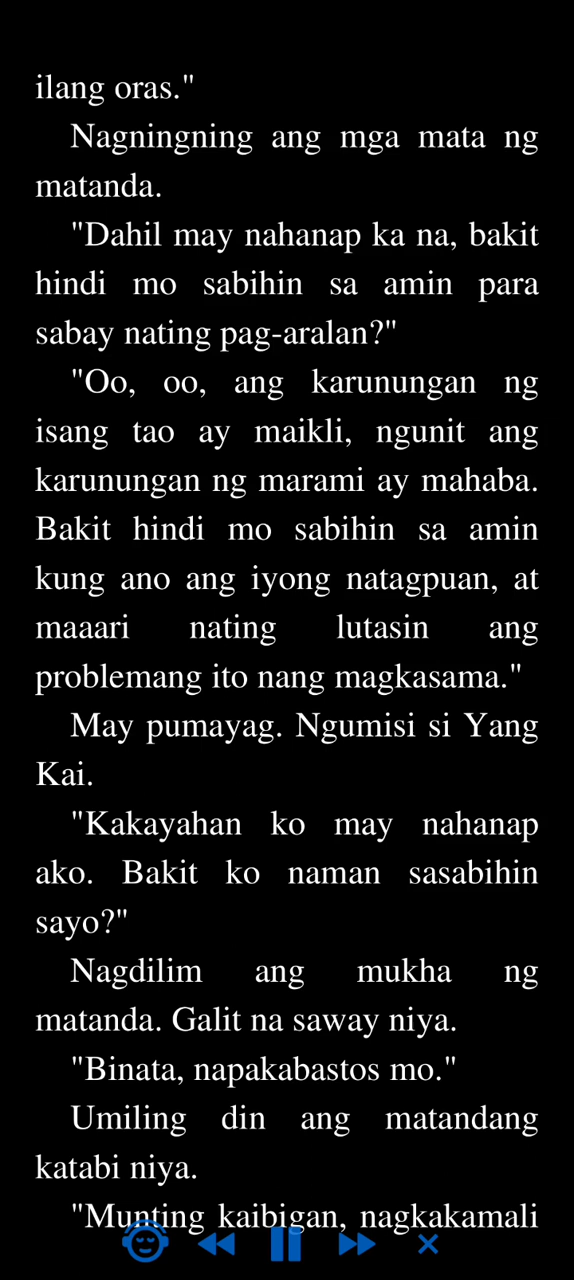 ilang oras."
Nagningning ang mga mata ng
matanda.
"Dahil may nahanap ka na, bakit
hindi mo sabihin sa amin para
sabay nating pag-aralan?"
"Oo, oo, ang karunungan ng
isang tao ay maikli, ngunit ang
karunungan ng marami ay mahaba.
Bakit hindi mo sabihin sa amin
kung ano ang iyong natagpuan, at
maaari nating lutasin ang
problemang ito nang magkasama."
May pumayag. Ngumisi si Yang
Kai.
"Kakayahan ko may nahanap
ako. Bakit ko naman sasabihin
sayo?"
Nagdilim ang mukha ng
matanda. Galit na saway niya.
"Binata, napakabastos mo."
Umiling din ang matandang
katabi niya.
"Munting kaibigan, nagkakamali